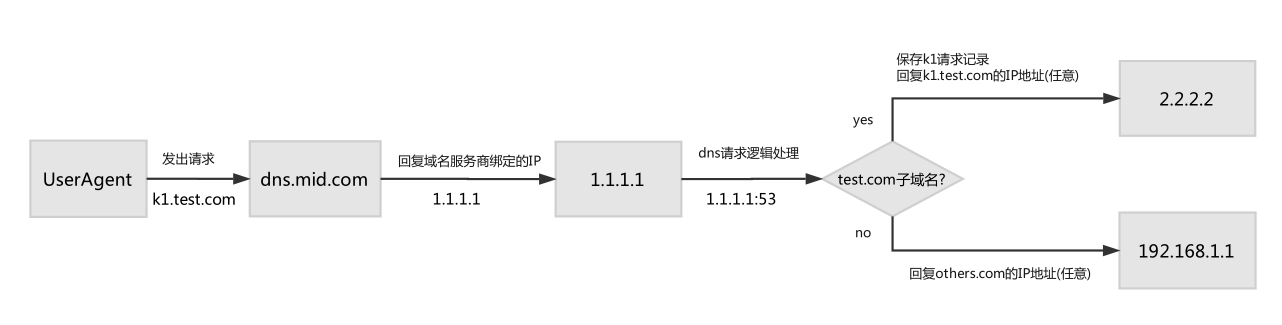 UserAgent
发出请求
k1.test.com
dns.mid.com
回复域名服务商绑定的IP
1.1.1.1
1.1.1.1
dns请求逻辑处理
1.1.1.1:53
test.com子域名?
yes
保存k1请求记录
回复k1.test.com的IP地址(任意)
2.2.2.2
no
回复others.com的IP地址(任意)
192.168.1.1